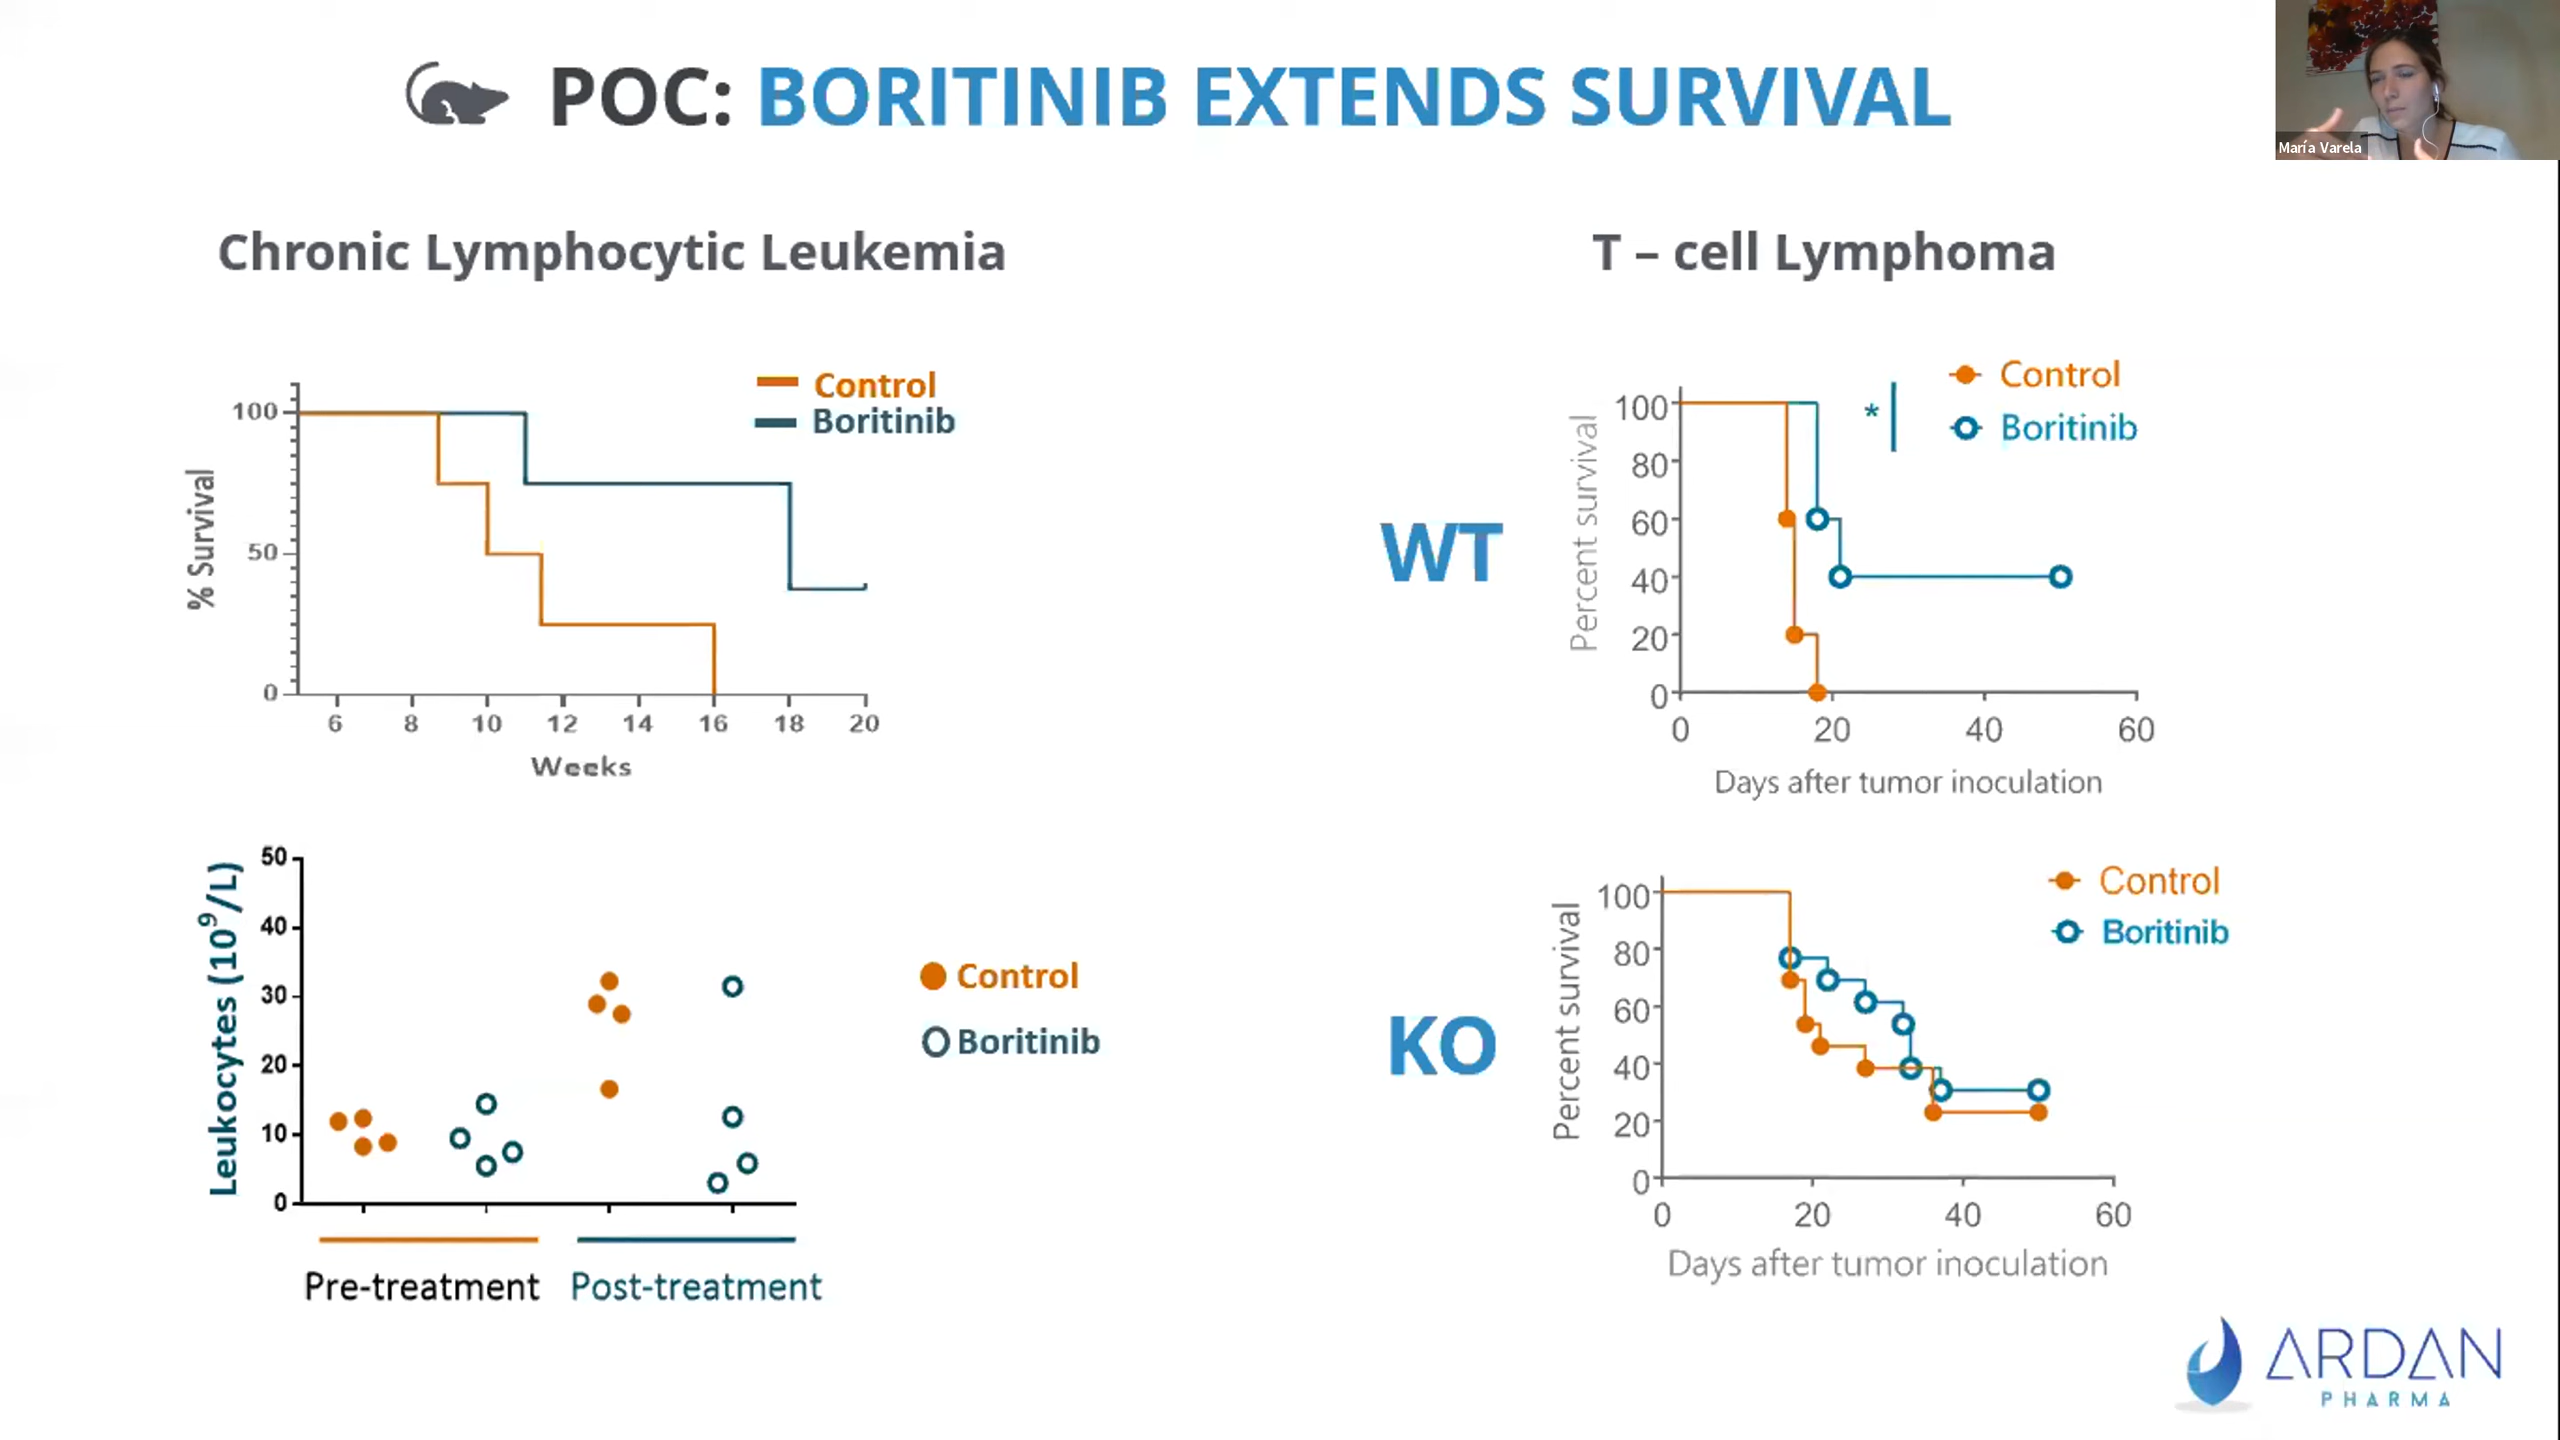 POC: BORITINIB EXTENDS SURVIVAL
María Varela
Chronic Lymphocytic Leukemia
% Survival
100
50
0
Control
Boritinib
6 8 10 12 14 16 18 20
Weeks
Leukocytes (10⁹/L)
50
40
30
20
10
0
Control
Boritinib
Pre-treatment Post-treatment
T – cell Lymphoma
WT
Percent survival
100
80
60
40
20
0
*
Control
Boritinib
0 20 40 60
Days after tumor inoculation
KO
Percent survival
100
80
60
40
20
0
Control
Boritinib
0 20 40 60
Days after tumor inoculation
ARDAN
PHARMA